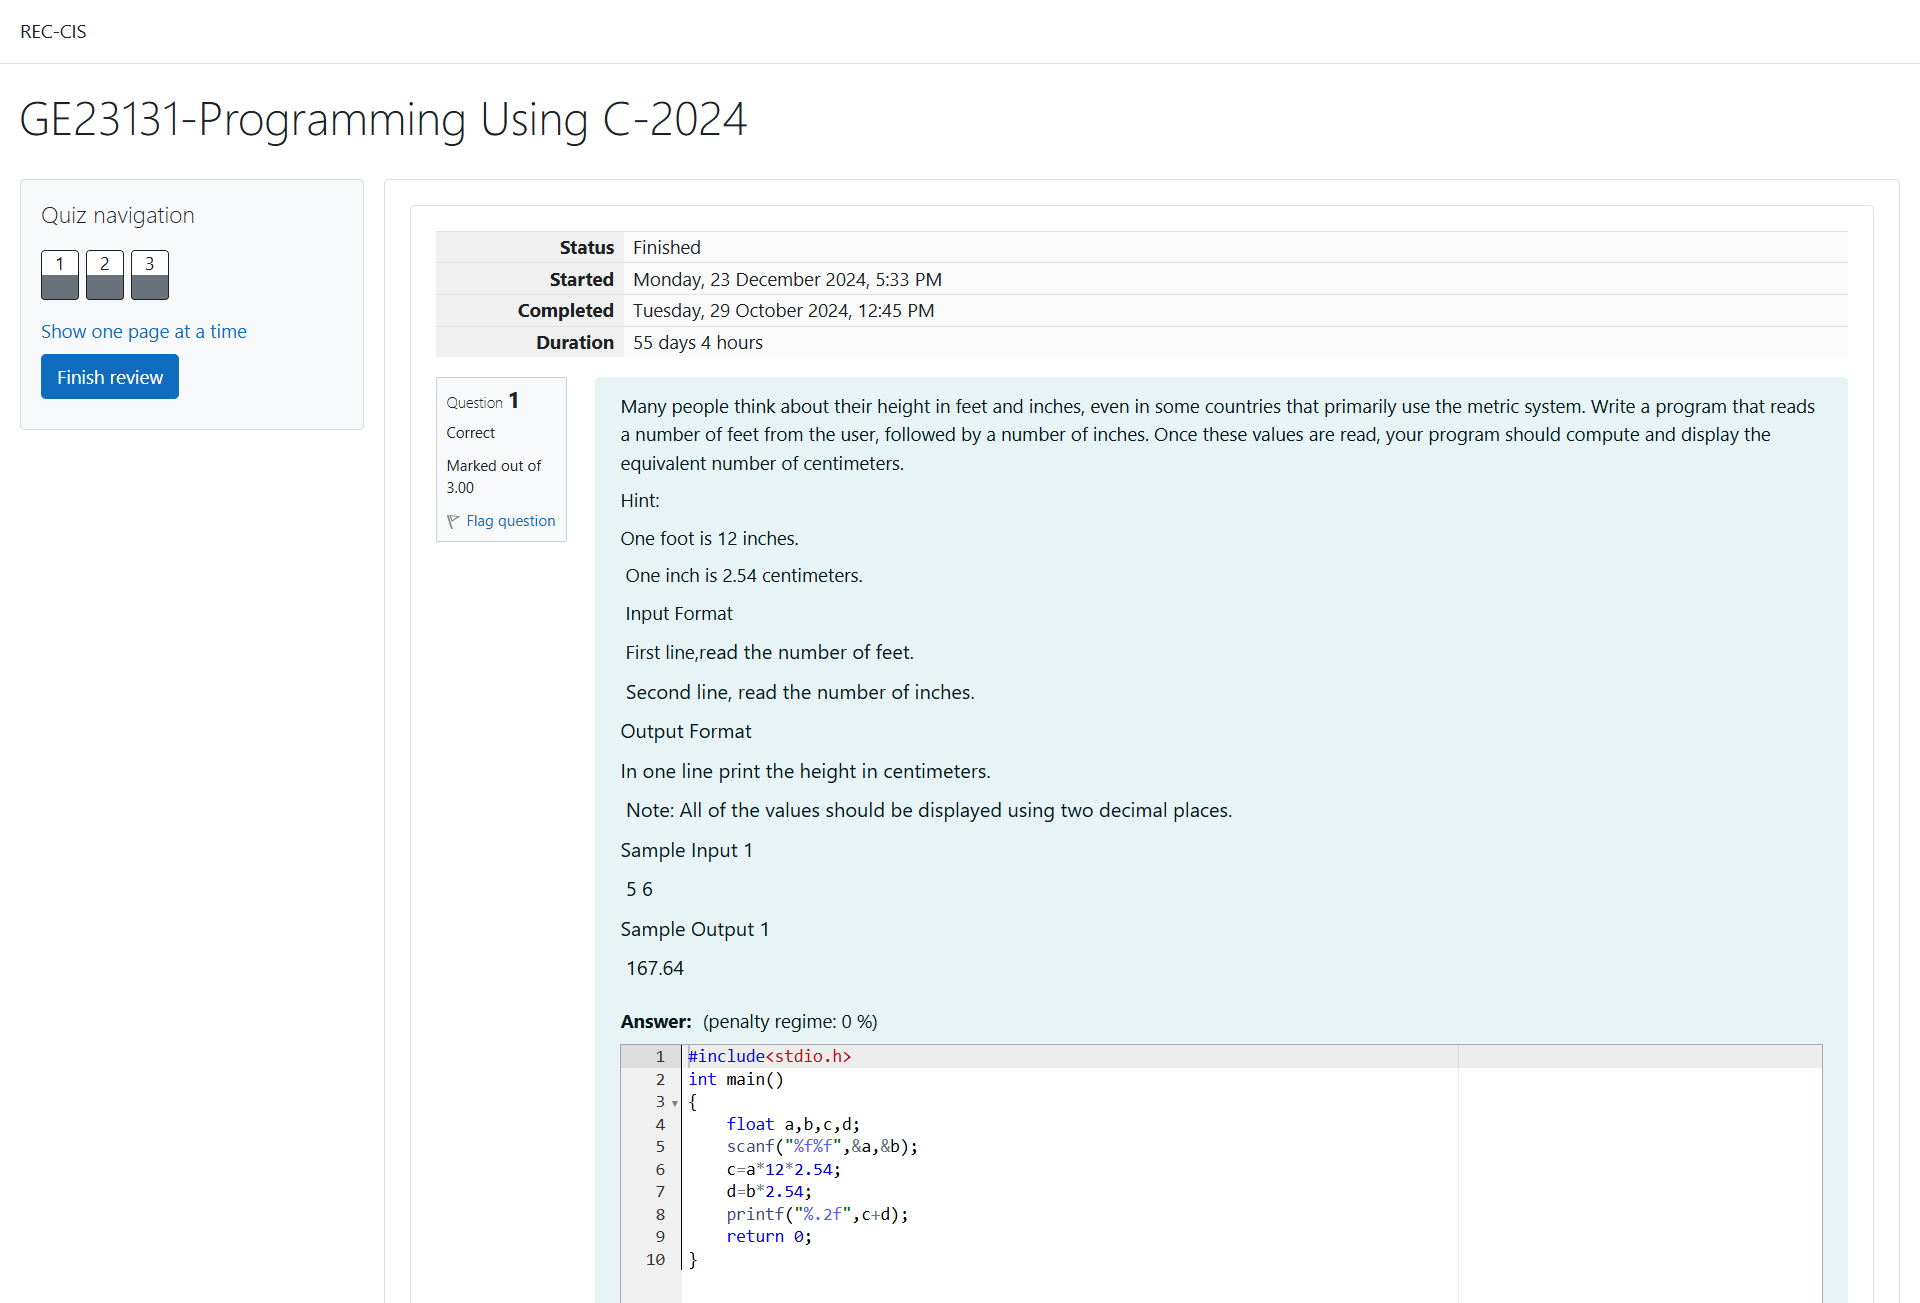 REC-CIS
GE23131-Programming Using C-2024
Quiz navigation
1 2 3
Show one page at a time
Finish review
Status Finished
Started Monday, 23 December 2024, 5:33 PM
Completed Tuesday, 29 October 2024, 12:45 PM
Duration 55 days 4 hours
Question 1
Correct
Marked out of
3.00
Flag question
Many people think about their height in feet and inches, even in some countries that primarily use the metric system. Write a program that reads
a number of feet from the user, followed by a number of inches. Once these values are read, your program should compute and display the
equivalent number of centimeters.
Hint:
One foot is 12 inches.
One inch is 2.54 centimeters.
Input Format
First line,read the number of feet.
Second line, read the number of inches.
Output Format
In one line print the height in centimeters.
Note: All of the values should be displayed using two decimal places.
Sample Input 1
5 6
Sample Output 1
167.64
Answer: (penalty regime: 0 %)
1 #include<stdio.h>
2 int main()
3 {
4 float a,b,c,d;
5 scanf("%f%f",&a,&b);
6 c=a*12*2.54;
7 d=b*2.54;
8 printf("%.2f",c+d);
9 return 0;
10 }